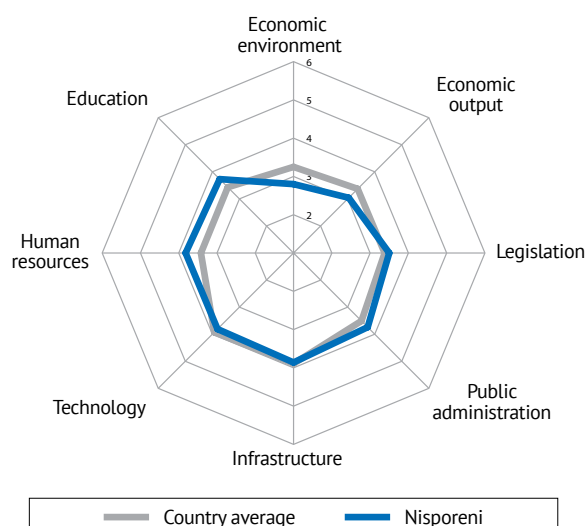 Economic
environment
6
Economic
output
5
Education
4
3
2
Human
resources
Legislation
Technology
Public
administration
Infrastructure
Country average
Nisporeni